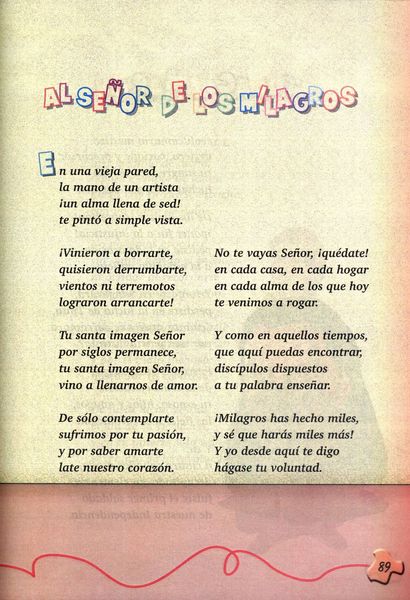 AL SEÑOR DE LOS MILAGROS
En una vieja pared,
la mano de un artista
¡un alma llena de sed!
te pintó a simple vista.
¡Vinieron a borrarte,
quisieron derrumbarte,
vientos ni terremotos
lograron arrancarte!
Tu santa imagen Señor
por siglos permanece,
tu santa imagen Señor,
vino a llenarnos de amor.
De sólo contemplarte
sufrimos por tu pasión,
y por saber amarte
late nuestro corazón.
No te vayas Señor, ¡quédate!
en cada casa, en cada hogar
en cada alma de los que hoy
te venimos a rogar.
Y como en aquellos tiempos,
que aquí puedas encontrar,
discípulos dispuestos
a tu palabra enseñar.
¡Milagros has hecho miles,
y sé que harás miles más!
Y yo desde aquí te digo
hágase tu voluntad.
89